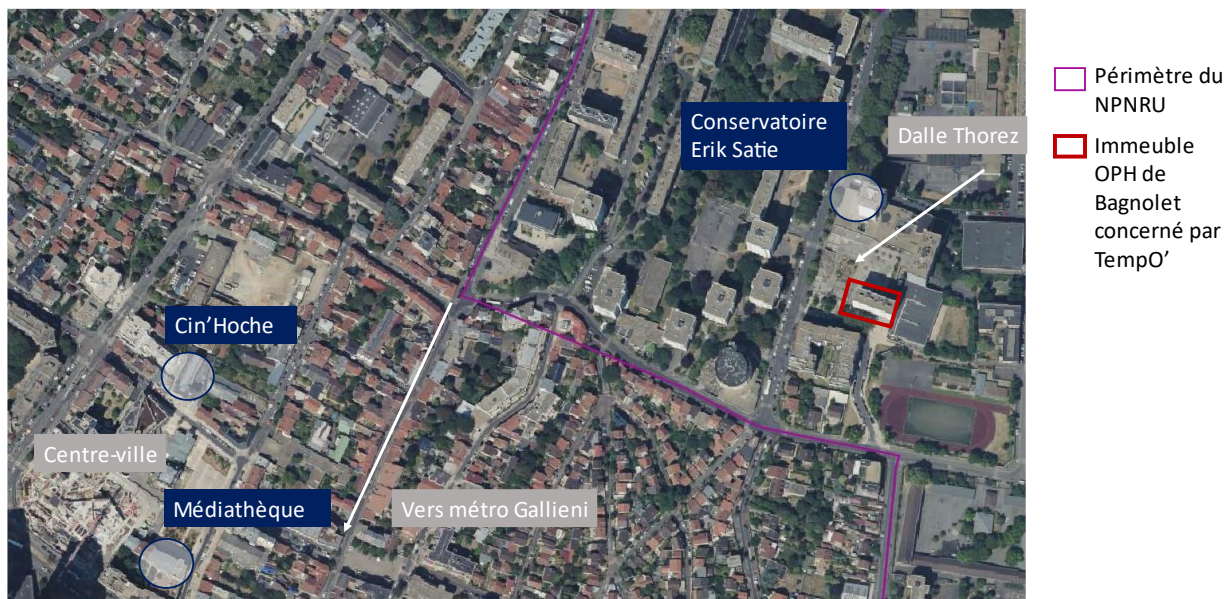 Conservatoire
Erik Satie
Dalle Thorez
Cin’Hoche
Centre-ville
Médiathèque
Vers métro Gallieni
Périmètre du
NPNRU
Immeuble
OPH de
Bagnolet
concerné par
TempO’